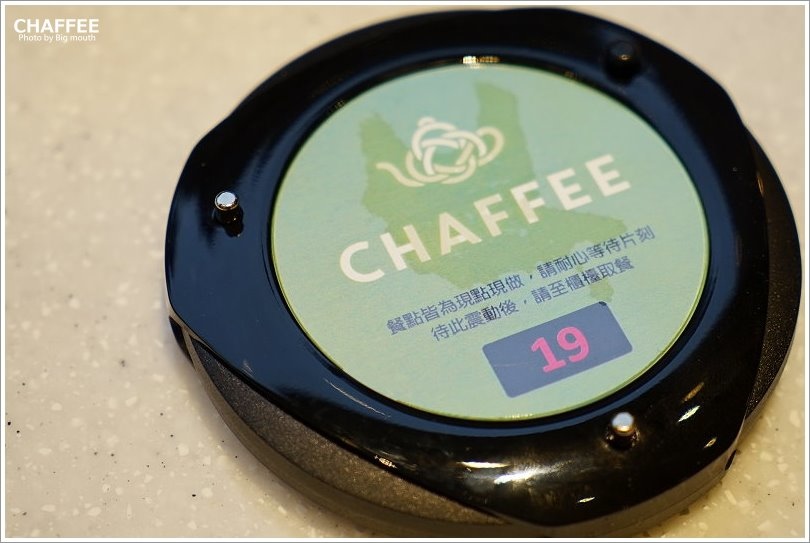 CHAFFEE
Photo by Big mouth
CHAFFEE
餐點皆為現點現做，請耐心等待片刻
待此震動後，請至櫃檯取餐
19